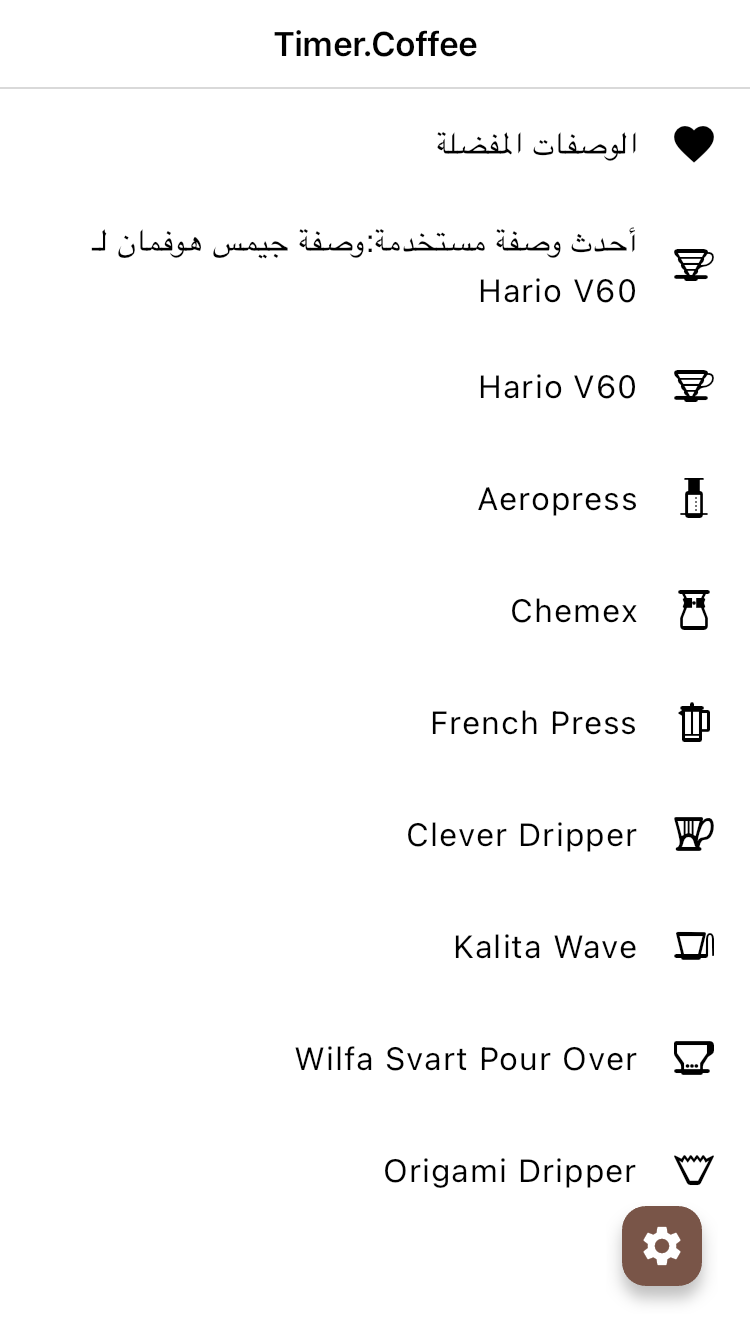 Timer.Coffee
الوصفات المفضلة
أحدث وصفة مستخدمة:وصفة جيمس هوفمان لـ
Hario V60
Hario V60
Aeropress
Chemex
French Press
Clever Dripper
Kalita Wave
Wilfa Svart Pour Over
Origami Dripper